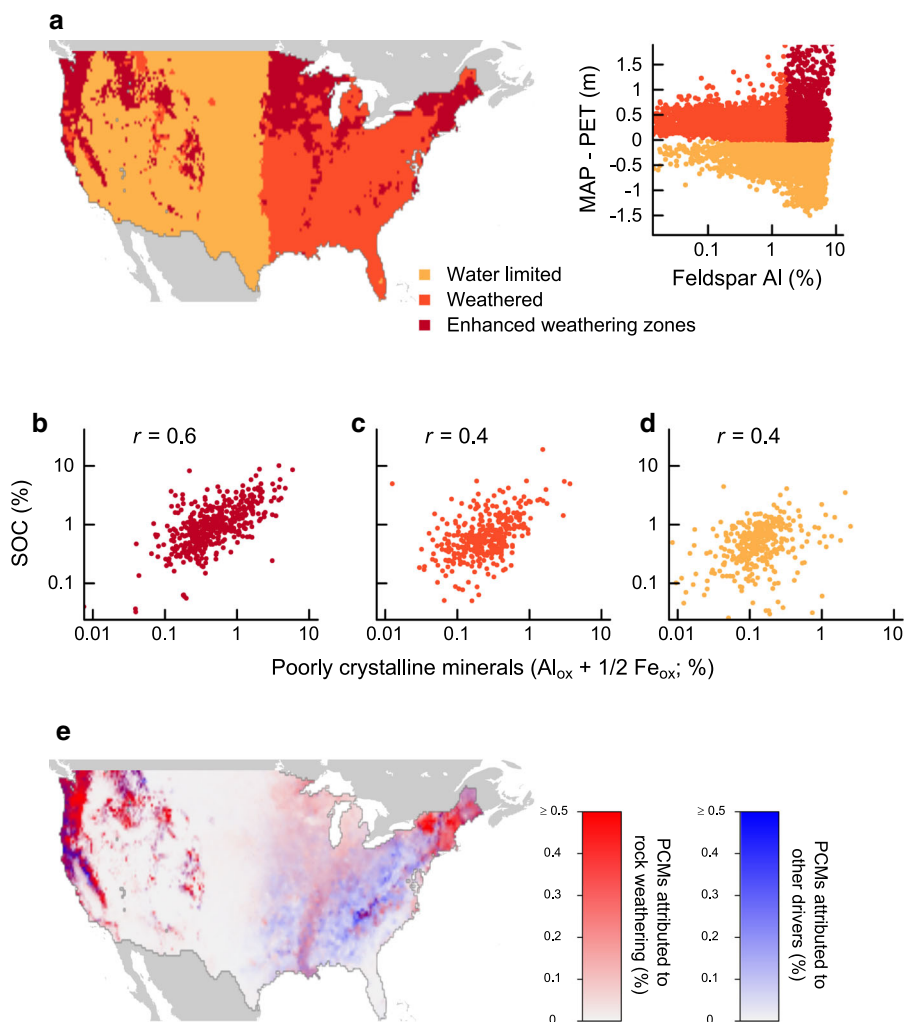 a
MAP - PET (m)
1.5
1
0.5
0
-0.5
-1
-1.5
0.1
1
10
Feldspar Al (%)
Water limited
Weathered
Enhanced weathering zones
b
r = 0.6
c
r = 0.4
d
r = 0.4
SOC (%)
10
1
0.1
0.01
0.1
1
10
0.01
0.1
1
10
0.01
0.1
1
10
Poorly crystalline minerals (Alox + 1/2 Feox; %)
e
≥ 0.5
0.4
0.3
0.2
0.1
0
PCMs attributed to
rock weathering (%)
≥ 0.5
0.4
0.3
0.2
0.1
0
PCMs attributed to
other drivers (%)